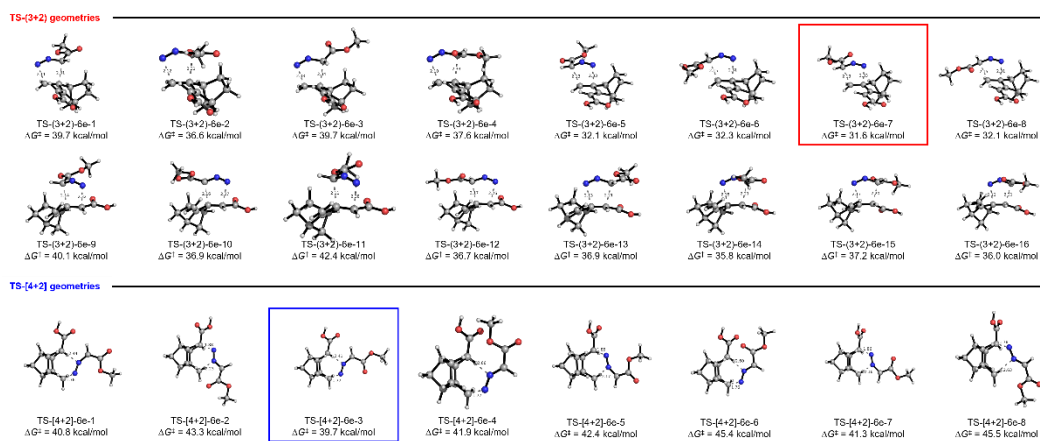 TS-(3+2) geometries
TS-(3+2)-6e-1
ΔG‡ = 39.7 kcal/mol
TS-(3+2)-6e-2
ΔG‡ = 36.6 kcal/mol
TS-(3+2)-6e-3
ΔG‡ = 39.7 kcal/mol
TS-(3+2)-6e-4
ΔG‡ = 37.6 kcal/mol
TS-(3+2)-6e-5
ΔG‡ = 32.1 kcal/mol
TS-(3+2)-6e-6
ΔG‡ = 32.3 kcal/mol
TS-(3+2)-6e-7
ΔG‡ = 31.6 kcal/mol
TS-(3+2)-6e-8
ΔG‡ = 32.1 kcal/mol
TS-(3+2)-6e-9
ΔG‡ = 40.1 kcal/mol
TS-(3+2)-6e-10
ΔG‡ = 36.9 kcal/mol
TS-(3+2)-6e-11
ΔG‡ = 42.4 kcal/mol
TS-(3+2)-6e-12
ΔG‡ = 36.7 kcal/mol
TS-(3+2)-6e-13
ΔG‡ = 36.9 kcal/mol
TS-(3+2)-6e-14
ΔG‡ = 35.8 kcal/mol
TS-(3+2)-6e-15
ΔG‡ = 37.2 kcal/mol
TS-(3+2)-6e-16
ΔG‡ = 36.0 kcal/mol
TS-[4+2] geometries
TS-[4+2]-6e-1
ΔG‡ = 40.8 kcal/mol
TS-[4+2]-6e-2
ΔG‡ = 43.3 kcal/mol
TS-[4+2]-6e-3
ΔG‡ = 39.7 kcal/mol
TS-[4+2]-6e-4
ΔG‡ = 41.9 kcal/mol
TS-[4+2]-6e-5
ΔG‡ = 42.4 kcal/mol
TS-[4+2]-6e-6
ΔG‡ = 45.4 kcal/mol
TS-[4+2]-6e-7
ΔG‡ = 41.3 kcal/mol
TS-[4+2]-6e-8
ΔG‡ = 45.5 kcal/mol